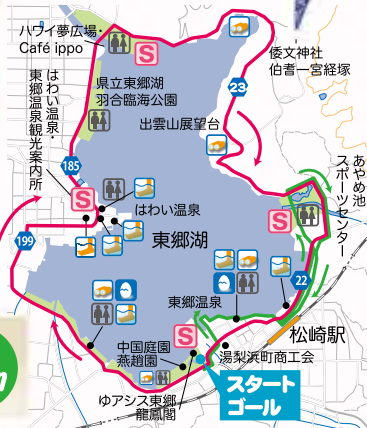 ハワイ夢広場・
Café ippo
S
倭文神社
伯耆一宮経塚
23
県立東郷湖
羽合臨海公園
出雲山展望台
はわい温泉・
東郷温泉観光案内所
185
あやめ池
スポーツセンター
S
S
はわい温泉
199
東郷湖
22
東郷温泉
松崎駅
S
中国庭園
燕趙園
湯梨浜町商工会
スタート
ゴール
ゆアシス東郷
龍鳳閣